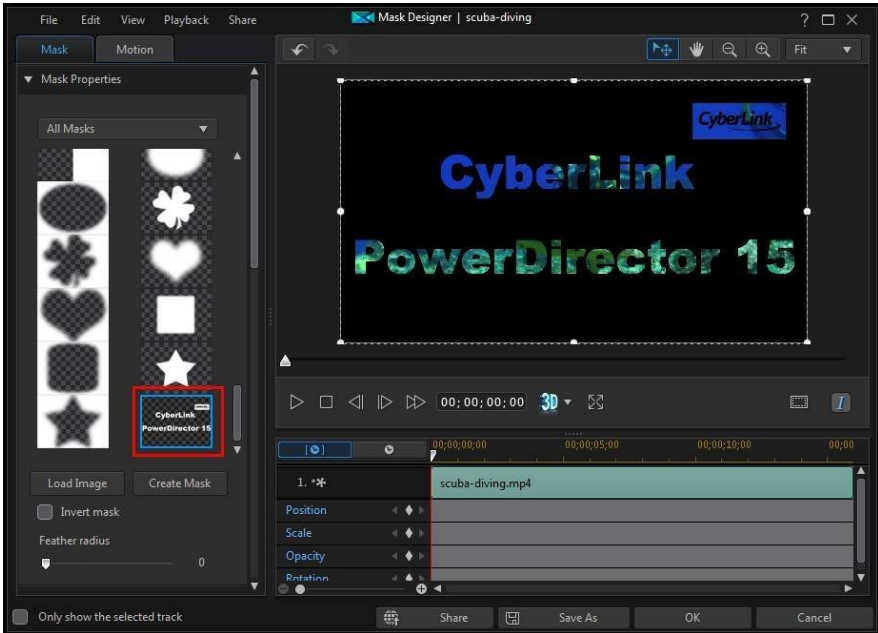 File Edit View Playback Share
Mask Designer | scuba-diving
?
Mask Motion
Mask Properties
All Masks
CyberLink
PowerDirector 15
Load Image Create Mask
Invert mask
Feather radius
0
Fit
CyberLink
CyberLink
PowerDirector 15
00;00;00;00 3D
I
00;00;00;00 00;00;05;00 00;00;10;00 00;00
1. scuba-diving.mp4
Position
Scale
Opacity
Rotation
Only show the selected track
Share Save As OK Cancel